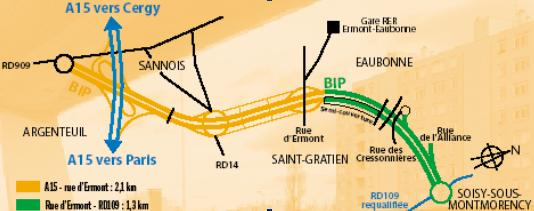 A15 vers Cergy
Gare RER
Ermont-Eaubonne
RD909
SANNOIS
EAUBONNE
BIP
BIP
Semi-couverture
ARGENTEUIL
Rue
d'Ermont
Rue
de l'Alliance
A15 vers Paris
RD14
SAINT-GRATIEN
Rue des
Cressonnières
N
A15 - rue d'Ermont : 2,1 km
Rue d'Ermont - RD109 : 1,3 km
RD109
requalifiée
SOISY-SOUS-
MONTMORENCY